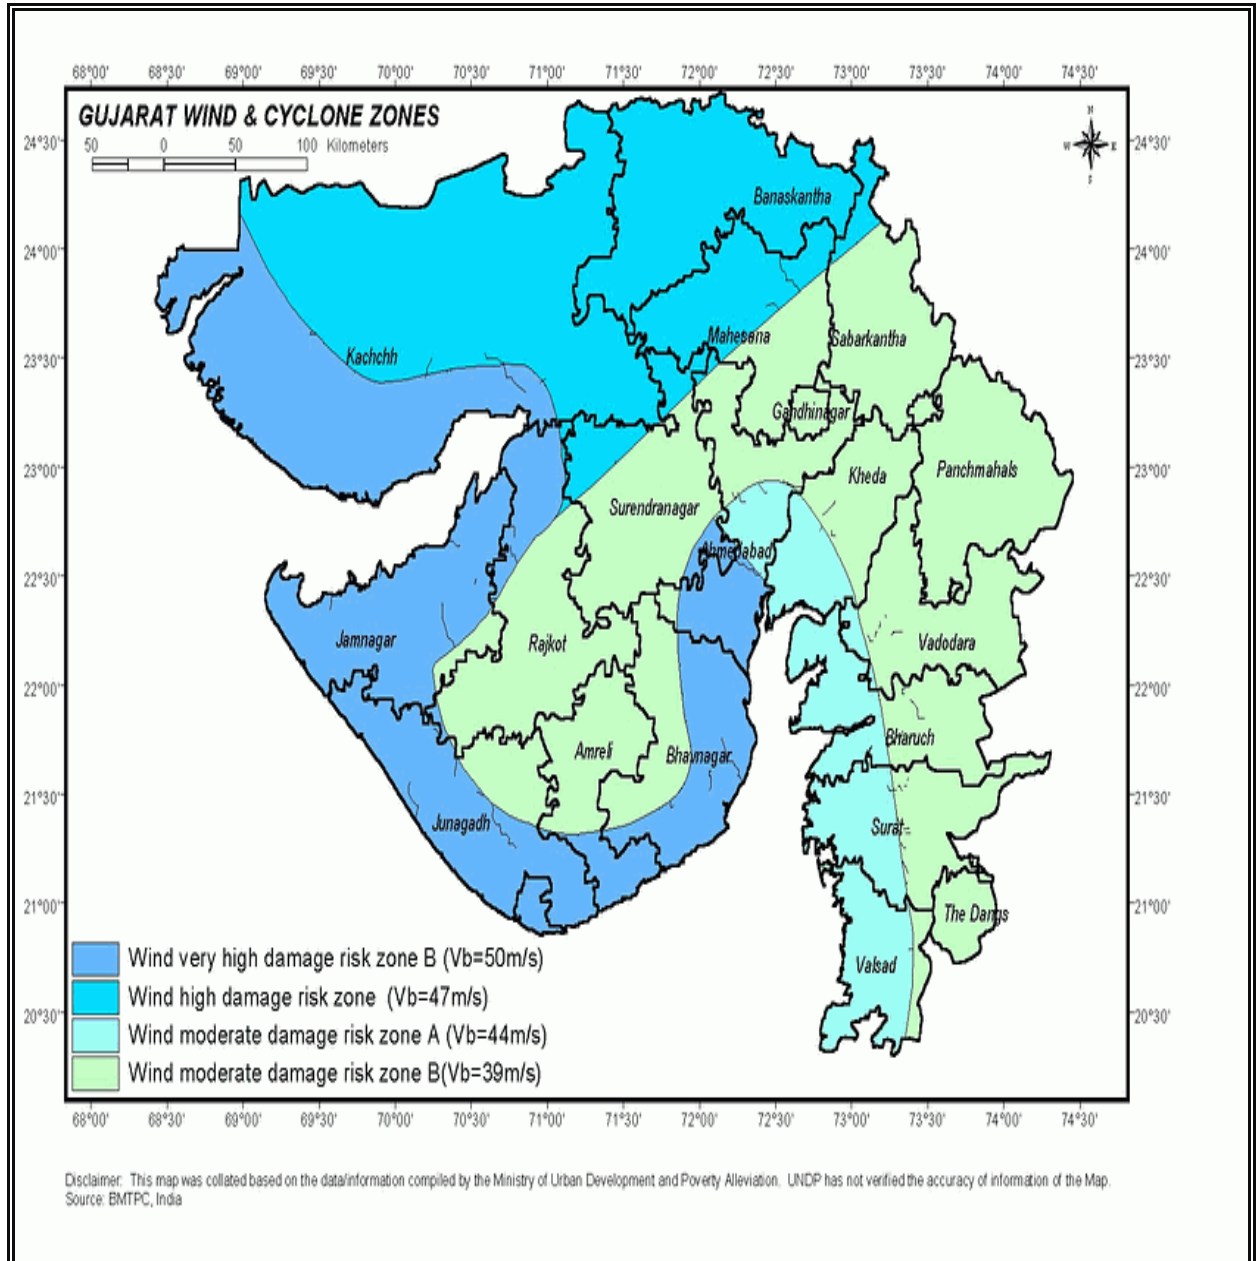 68°00' 68°30' 69°00' 69°30' 70°00' 70°30' 71°00' 71°30' 72°00' 72°30' 73°00' 73°30' 74°00' 74°30'
GUJARAT WIND & CYCLONE ZONES
50 0 50 100 Kilometers
N
W E
S
24°30' 24°30'
Banaskantha
24°00' 24°00'
Mahesana Sabarkantha
23°30' Kachchh 23°30'
Gandhinagar
23°00' Kheda Panchmahals 23°00'
Surendranagar
Ahmedabad
22°30' 22°30'
Jamnagar Rajkot Vadodara
22°00' 22°00'
Amreli Bhavnagar Bharuch
21°30' 21°30'
Junagadh Surat
21°00' The Dangs 21°00'
Valsad
20°30' 20°30'
Wind very high damage risk zone B (Vb=50m/s)
Wind high damage risk zone (Vb=47m/s)
Wind moderate damage risk zone A (Vb=44m/s)
Wind moderate damage risk zone B(Vb=39m/s)
68°00' 68°30' 69°00' 69°30' 70°00' 70°30' 71°00' 71°30' 72°00' 72°30' 73°00' 73°30' 74°00' 74°30'
Disclaimer: This map was collated based on the data/information compiled by the Ministry of Urban Development and Poverty Alleviation. UNDP has not verified the accuracy of information of the Map.
Source: BMTPC, India